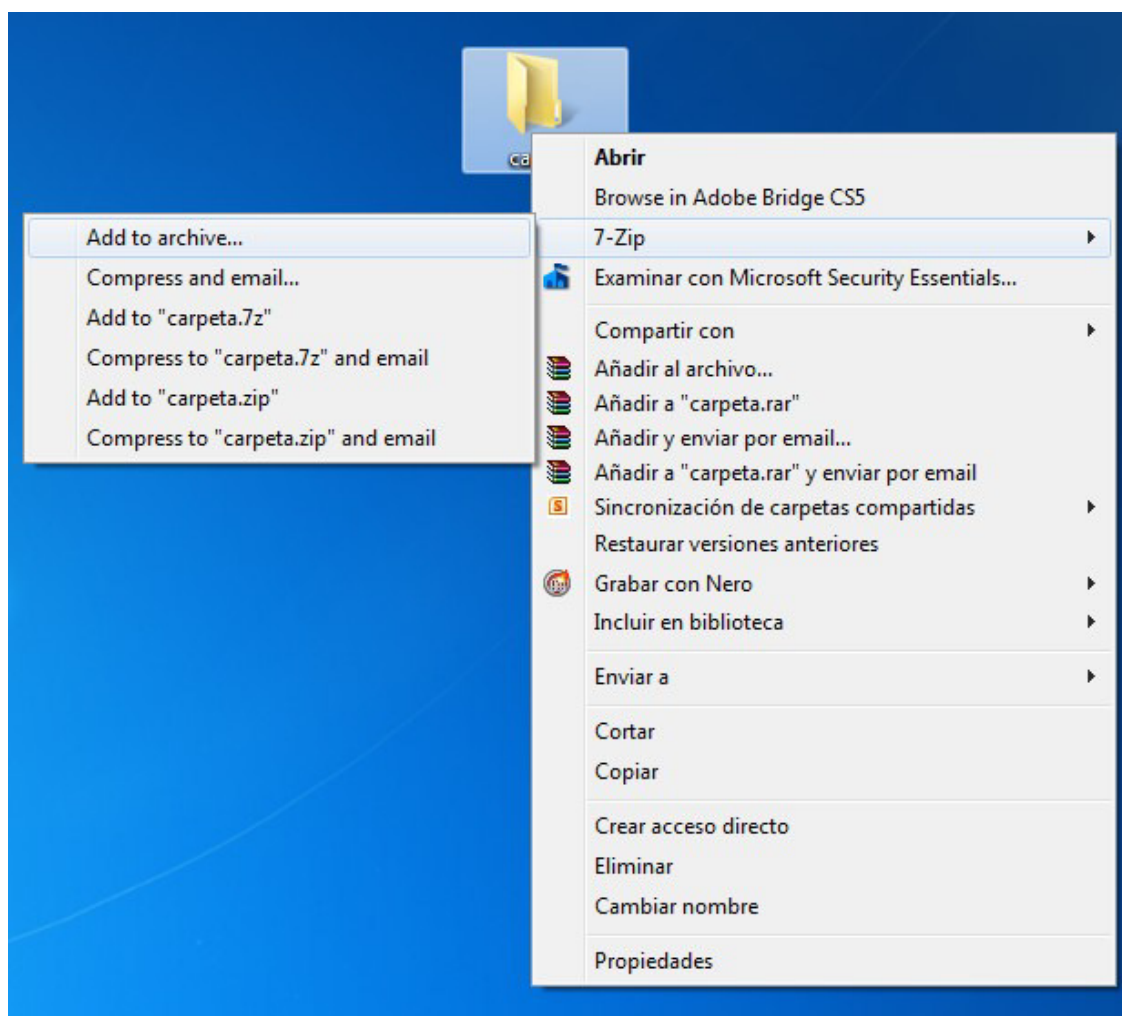 Abrir
Browse in Adobe Bridge CS5
7-Zip
Examinar con Microsoft Security Essentials...
Compartir con
Añadir al archivo...
Añadir a "carpeta.rar"
Añadir y enviar por email...
Añadir a "carpeta.rar" y enviar por email
Sincronización de carpetas compartidas
Restaurar versiones anteriores
Grabar con Nero
Incluir en biblioteca
Enviar a
Cortar
Copiar
Crear acceso directo
Eliminar
Cambiar nombre
Propiedades
Add to archive...
Compress and email...
Add to "carpeta.7z"
Compress to "carpeta.7z" and email
Add to "carpeta.zip"
Compress to "carpeta.zip" and email